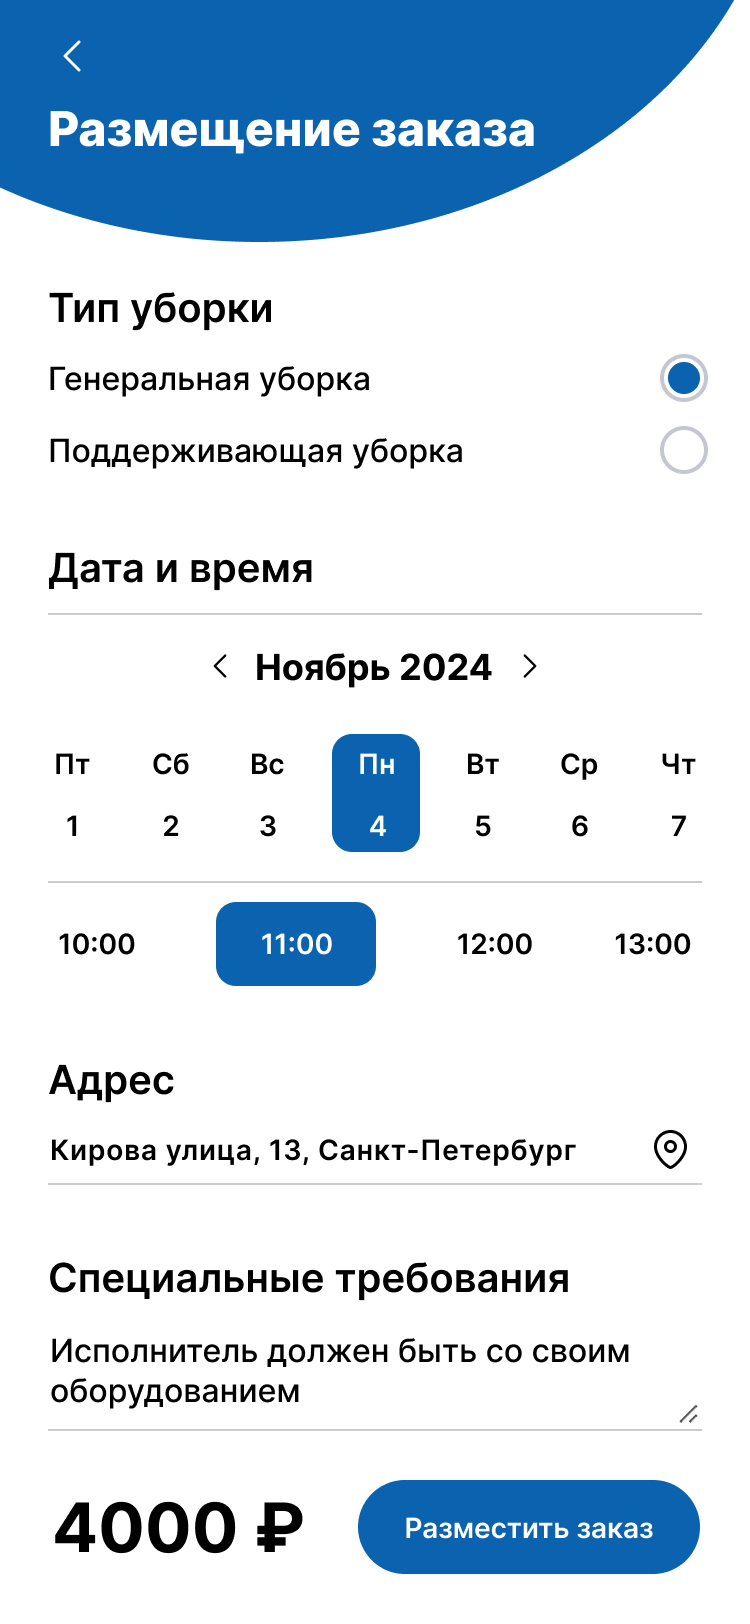 Размещение заказа
Тип уборки
Генеральная уборка
Поддерживающая уборка
Дата и время
Ноябрь 2024
Пт Сб Вс Пн Вт Ср Чт
1 2 3 4 5 6 7
10:00 11:00 12:00 13:00
Адрес
Кирова улица, 13, Санкт-Петербург
Специальные требования
Исполнитель должен быть со своим
оборудованием
4000 ₽ Разместить заказ